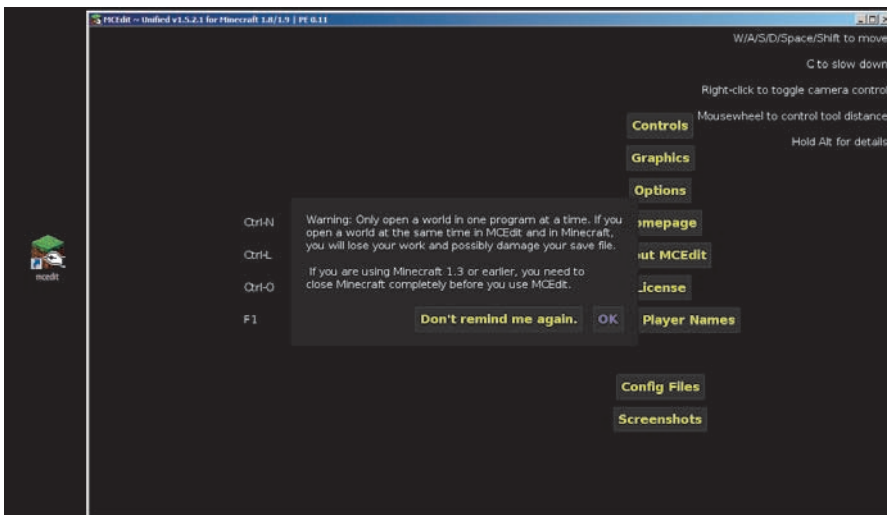 MCEdit ~ Unified v1.5.2.1 for Minecraft 1.8/1.9 | PE 0.11
W/A/S/D/Space/Shift to move
C to slow down
Right-click to toggle camera control
Mousewheel to control tool distance
Hold Alt for details
Controls
Graphics
Options
omepage
out MCEdit
License
Player Names
Config Files
Screenshots
Ctrl-N
Ctrl-L
Ctrl-O
F1
Warning: Only open a world in one program at a time. If you
open a world at the same time in MCEdit and in Minecraft,
you will lose your work and possibly damage your save file.
If you are using Minecraft 1.3 or earlier, you need to
close Minecraft completely before you use MCEdit.
Don't remind me again.
OK
mcedit